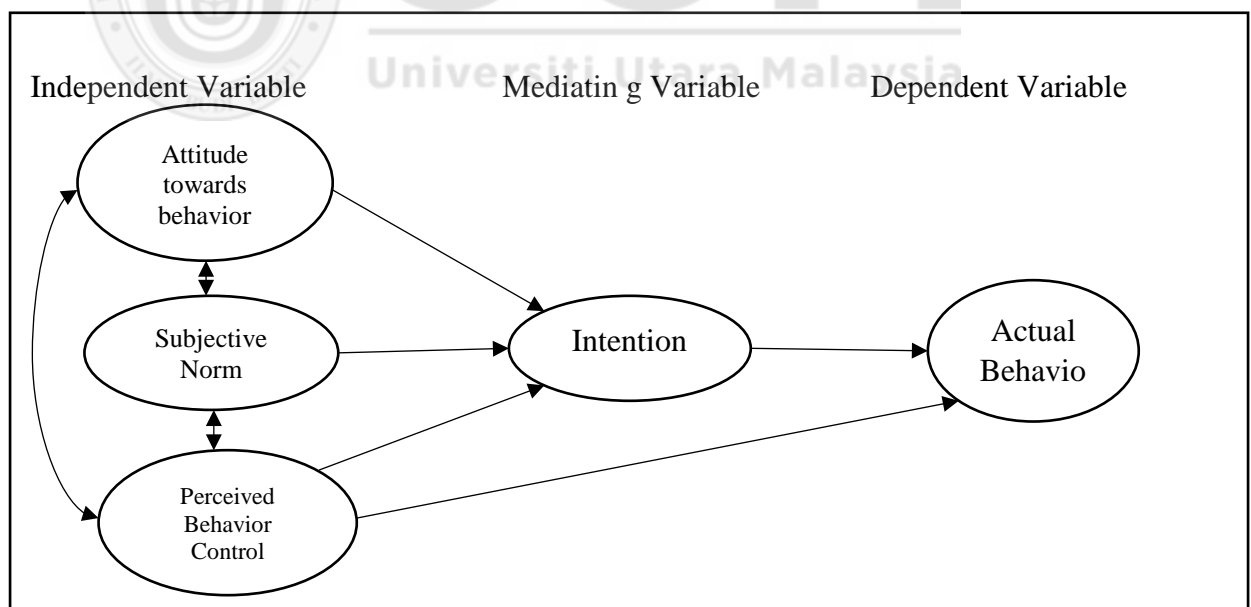 Universiti Utara Malaysia
Independent Variable
Mediatin g Variable
Dependent Variable
Attitude
towards
behavior
Subjective
Norm
Intention
Actual
Behavio
Perceived
Behavior
Control